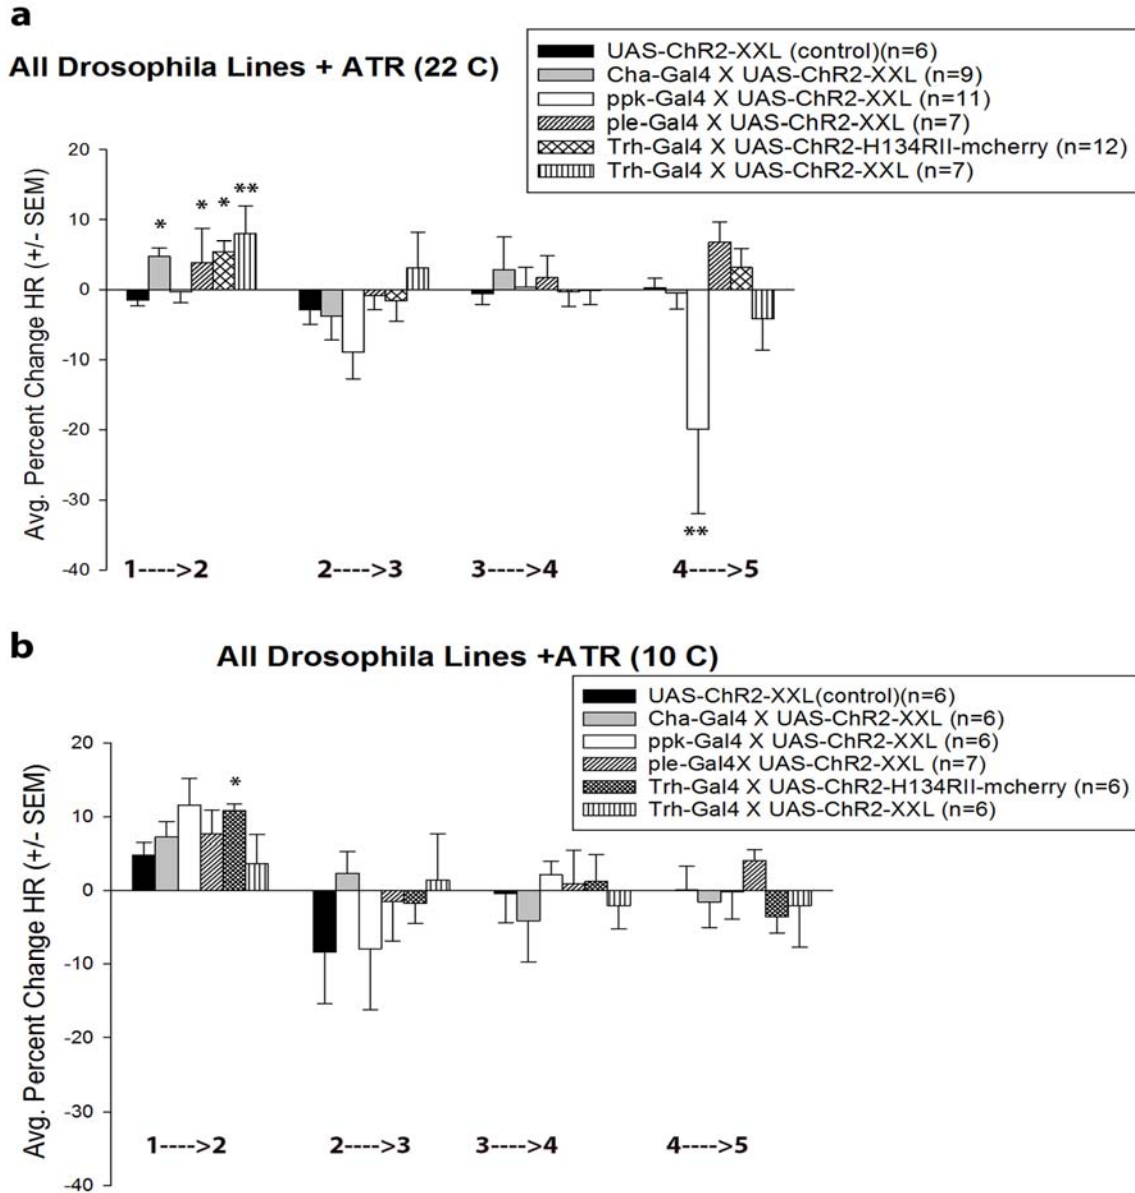 a
All Drosophila Lines + ATR (22 C)
UAS-ChR2-XXL (control)(n=6)
Cha-Gal4 X UAS-ChR2-XXL (n=9)
ppk-Gal4 X UAS-ChR2-XXL (n=11)
ple-Gal4 X UAS-ChR2-XXL (n=7)
Trh-Gal4 X UAS-ChR2-H134RII-mcherry (n=12)
Trh-Gal4 X UAS-ChR2-XXL (n=7)
Avg. Percent Change HR (+/- SEM)
20
10
0
-10
-20
-30
-40
*
*
*
**
**
1---->2
2---->3
3---->4
4---->5
b
All Drosophila Lines +ATR (10 C)
UAS-ChR2-XXL(control)(n=6)
Cha-Gal4 X UAS-ChR2-XXL (n=6)
ppk-Gal4 X UAS-ChR2-XXL (n=6)
ple-Gal4X UAS-ChR2-XXL (n=7)
Trh-Gal4 X UAS-ChR2-H134RII-mcherry (n=6)
Trh-Gal4 X UAS-ChR2-XXL (n=6)
Avg. Percent Change HR (+/- SEM)
20
10
0
-10
-20
-30
-40
*
1---->2
2---->3
3---->4
4---->5